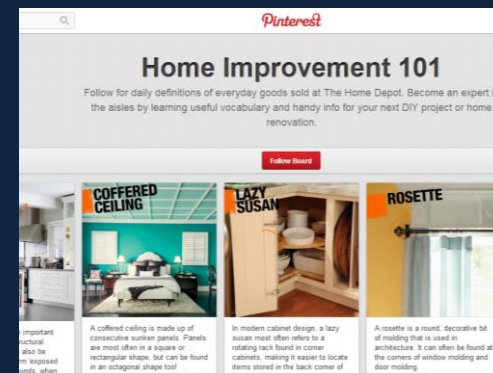 Pinterest
Home Improvement 101
Follow for daily definitions of everyday goods sold at The Home Depot. Become an expert i
the aisles by learning useful vocabulary and handy info for your next DIY project or home
renovation.
Follow Board
COFFERED
CEILING
LAZY
SUSAN
ROSETTE
important
ructural
also be
m 'exposed
ounds, when
A coffered ceiling is made up of
consecutive sunken panels. Panels
are most often in a square or
rectangular shape, but can be found
in an octagonal shape too!
In modern cabinet design, a lazy
susan most often refers to a
rotating rack found in corner
cabinets, making it easier to locate
items stored in the back corner of
A rosette is a round, decorative bit
of molding that is used in
architecture. It can often be found at
the corners of window molding and
door molding.